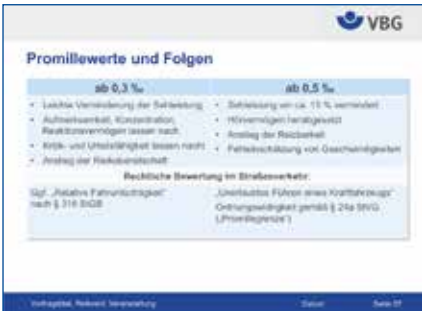 VBG
Promillewerte und Folgen
ab 0,3 ‰
ab 0,5 ‰
• Leichte Verminderung der Sehleistung
• Aufmerksamkeit, Konzentration,
Reaktionsvermögen lassen nach
• Kritik- und Urteilsfähigkeit lassen nach
• Anstieg der Risikobereitschaft
• Sehleistung um ca. 15 % vermindert
• Hörvermögen herabgesetzt
• Anstieg der Reizbarkeit
• Fehleinschätzung von Geschwindigkeiten
Rechtliche Bewertung im Straßenverkehr:
Ggf. „Relative Fahruntüchtigkeit"
nach § 316 StGB
„Unerlaubtes Führen eines Kraftfahrzeugs"
Ordnungswidrigkeit gemäß § 24a StVG
(„Promillegrenze")
Vortragstitel, Referent, Veranstaltung
Datum
Seite